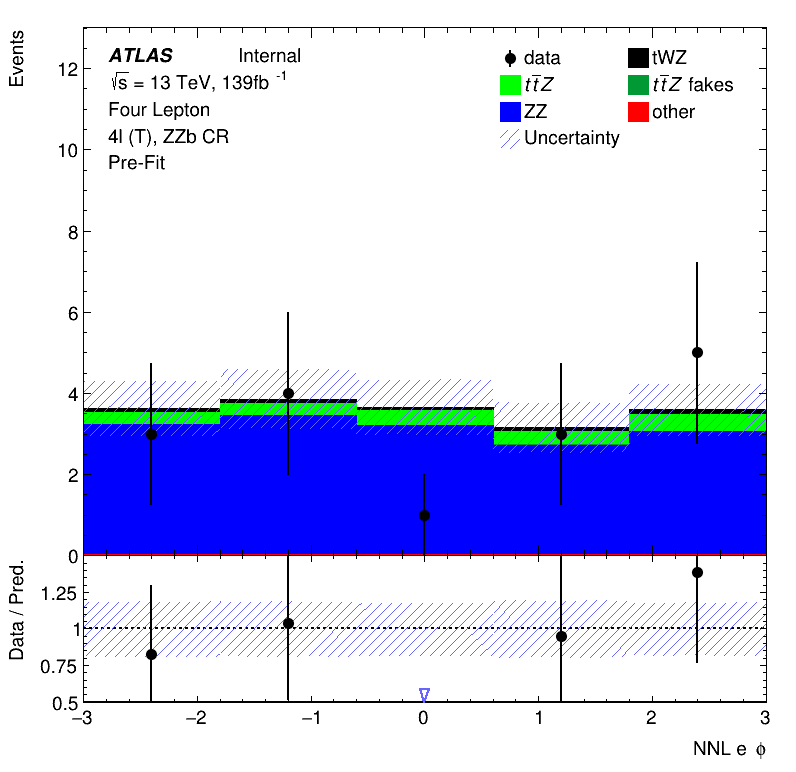 Events
12
10
8
6
4
2
0
ATLAS Internal
√s = 13 TeV, 139fb⁻¹
Four Lepton
4l (T), ZZb CR
Pre-Fit
data tWZ
tt̄Z tt̄Z fakes
ZZ other
Uncertainty
Data / Pred.
1.25
1
0.75
0.5
−3 −2 −1 0 1 2 3
NNL e ϕ